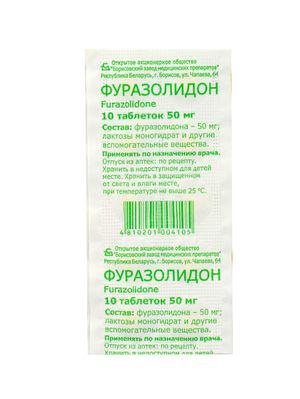 Открытое акционерное общество
"Борисовский завод медицинских препаратов"
Республика Беларусь, г. Борисов, ул. Чапаева, 64
ФУРАЗОЛИДОН
Furazolidone
10 таблеток 50 мг
Состав: фуразолидона – 50 мг;
лактозы моногидрат и другие
вспомогательные вещества.
Применять по назначению врача.
Отпуск из аптек: по рецепту.
Хранить в недоступном для детей
месте. Хранить в защищенном
от света и влаги месте,
при температуре не выше 25 °С.
4 810201 004105
Открытое акционерное общество
"Борисовский завод медицинских препаратов"
Республика Беларусь, г. Борисов, ул. Чапаева, 64
ФУРАЗОЛИДОН
Furazolidone
10 таблеток 50 мг
Состав: фуразолидона – 50 мг;
лактозы моногидрат и другие
вспомогательные вещества.
Применять по назначению врача.
Отпуск из аптек: по рецепту.
Хранить в недоступном для детей